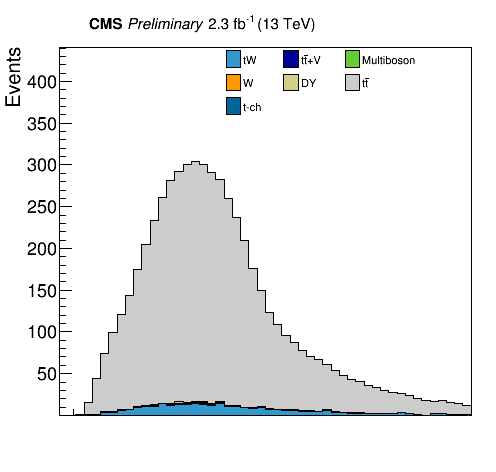 CMS Preliminary 2.3 fb⁻¹ (13 TeV)
Events
tW tt̄+V Multiboson
W DY tt̄
t-ch
400
350
300
250
200
150
100
50